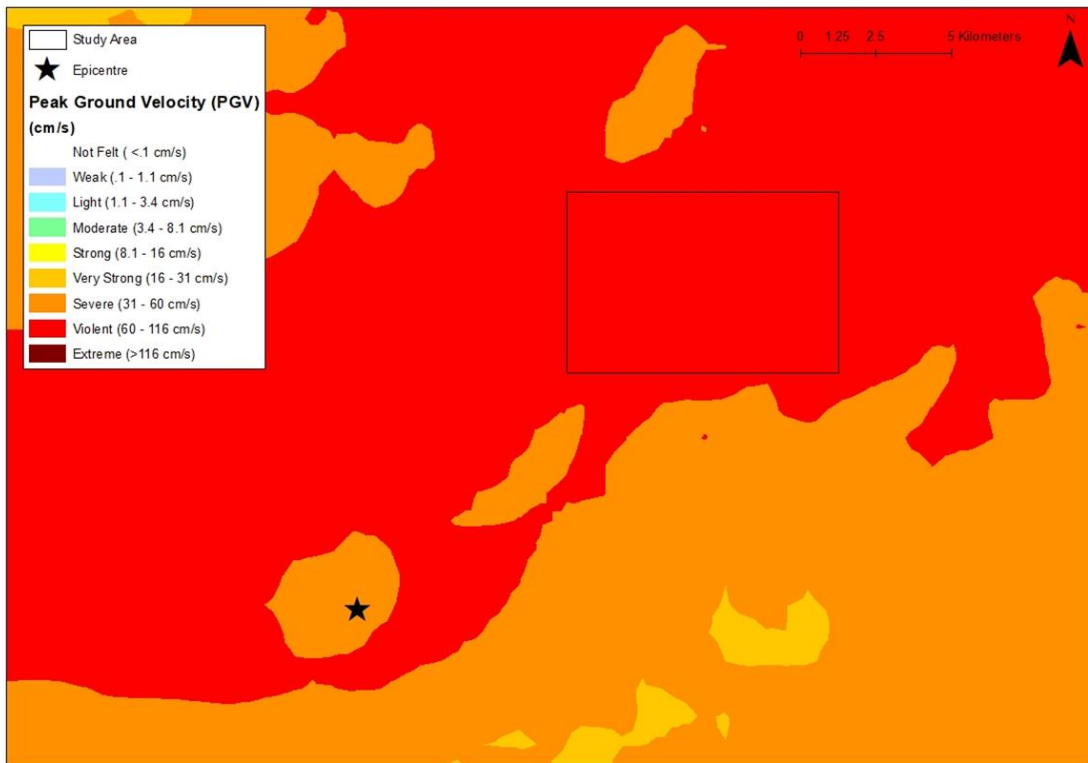 Study Area
Epicentre
Peak Ground Velocity (PGV)
(cm/s)
Not Felt ( <.1 cm/s)
Weak (.1 - 1.1 cm/s)
Light (1.1 - 3.4 cm/s)
Moderate (3.4 - 8.1 cm/s)
Strong (8.1 - 16 cm/s)
Very Strong (16 - 31 cm/s)
Severe (31 - 60 cm/s)
Violent (60 - 116 cm/s)
Extreme (>116 cm/s)
0 1.25 2.5 5 Kilometers
N